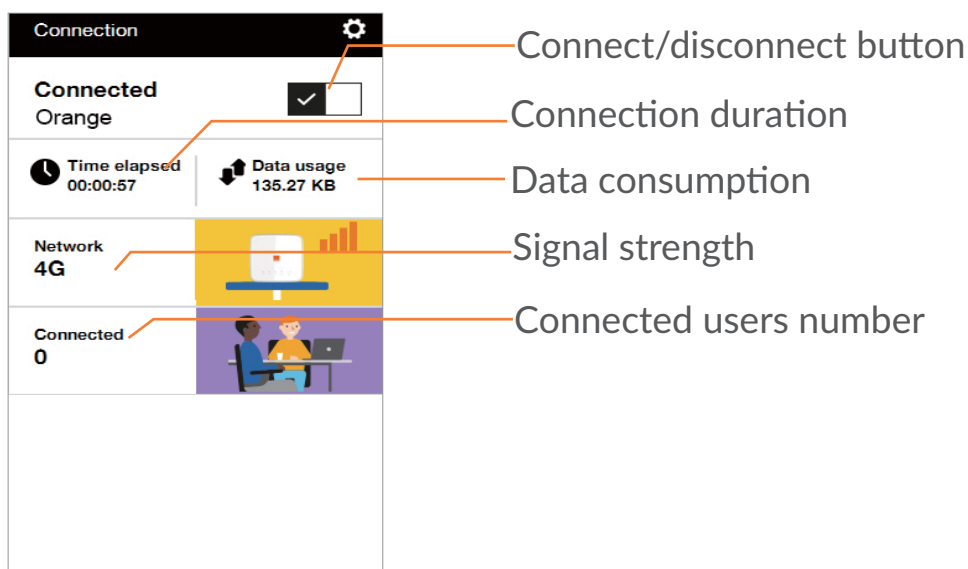 Connection
Connected
Orange
Time elapsed
00:00:57
Data usage
135.27 KB
Network
4G
Connected
0
Connect/disconnect button
Connection duration
Data consumption
Signal strength
Connected users number